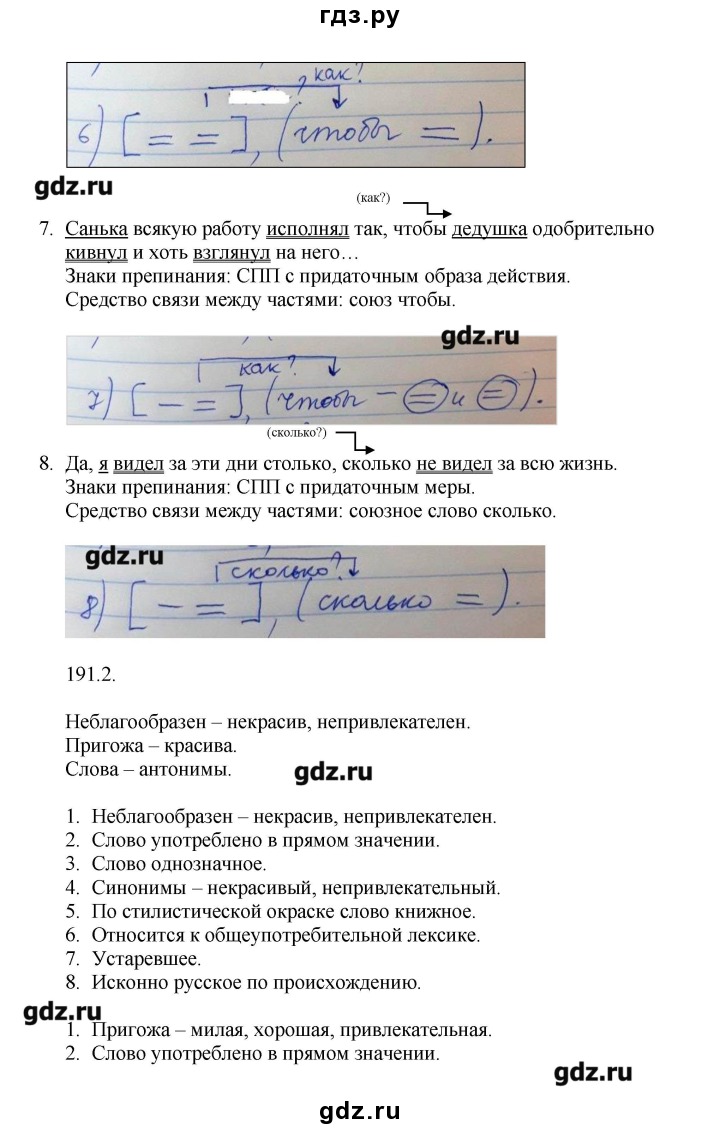 гдз.ру
как?
6) [ = = ], (чтобы = ).
gdz.ru
(как?)
7. Санька всякую работу исполнял так, чтобы дедушка одобрительно
кивнул и хоть взглянул на него…
Знаки препинания: СПП с придаточным образа действия.
Средство связи между частями: союз чтобы.
gdz.ru
как?
7) [ – = ], (чтобы – = и = ).
(сколько?)
8. Да, я видел за эти дни столько, сколько не видел за всю жизнь.
Знаки препинания: СПП с придаточным меры.
Средство связи между частями: союзное слово сколько.
gdz.ru
сколько?
8) [ – = ], (сколько = ).
191.2.
Неблагообразен – некрасив, непривлекателен.
Пригожа – красива.
Слова – антонимы.
gdz.ru
1. Неблагообразен – некрасив, непривлекателен.
2. Слово употреблено в прямом значении.
3. Слово однозначное.
4. Синонимы – некрасивый, непривлекательный.
5. По стилистической окраске слово книжное.
6. Относится к общеупотребительной лексике.
7. Устаревшее.
8. Исконно русское по происхождению.
gdz.ru
1. Пригожа – милая, хорошая, привлекательная.
2. Слово употреблено в прямом значении.
gdz.ru
gdz.ru